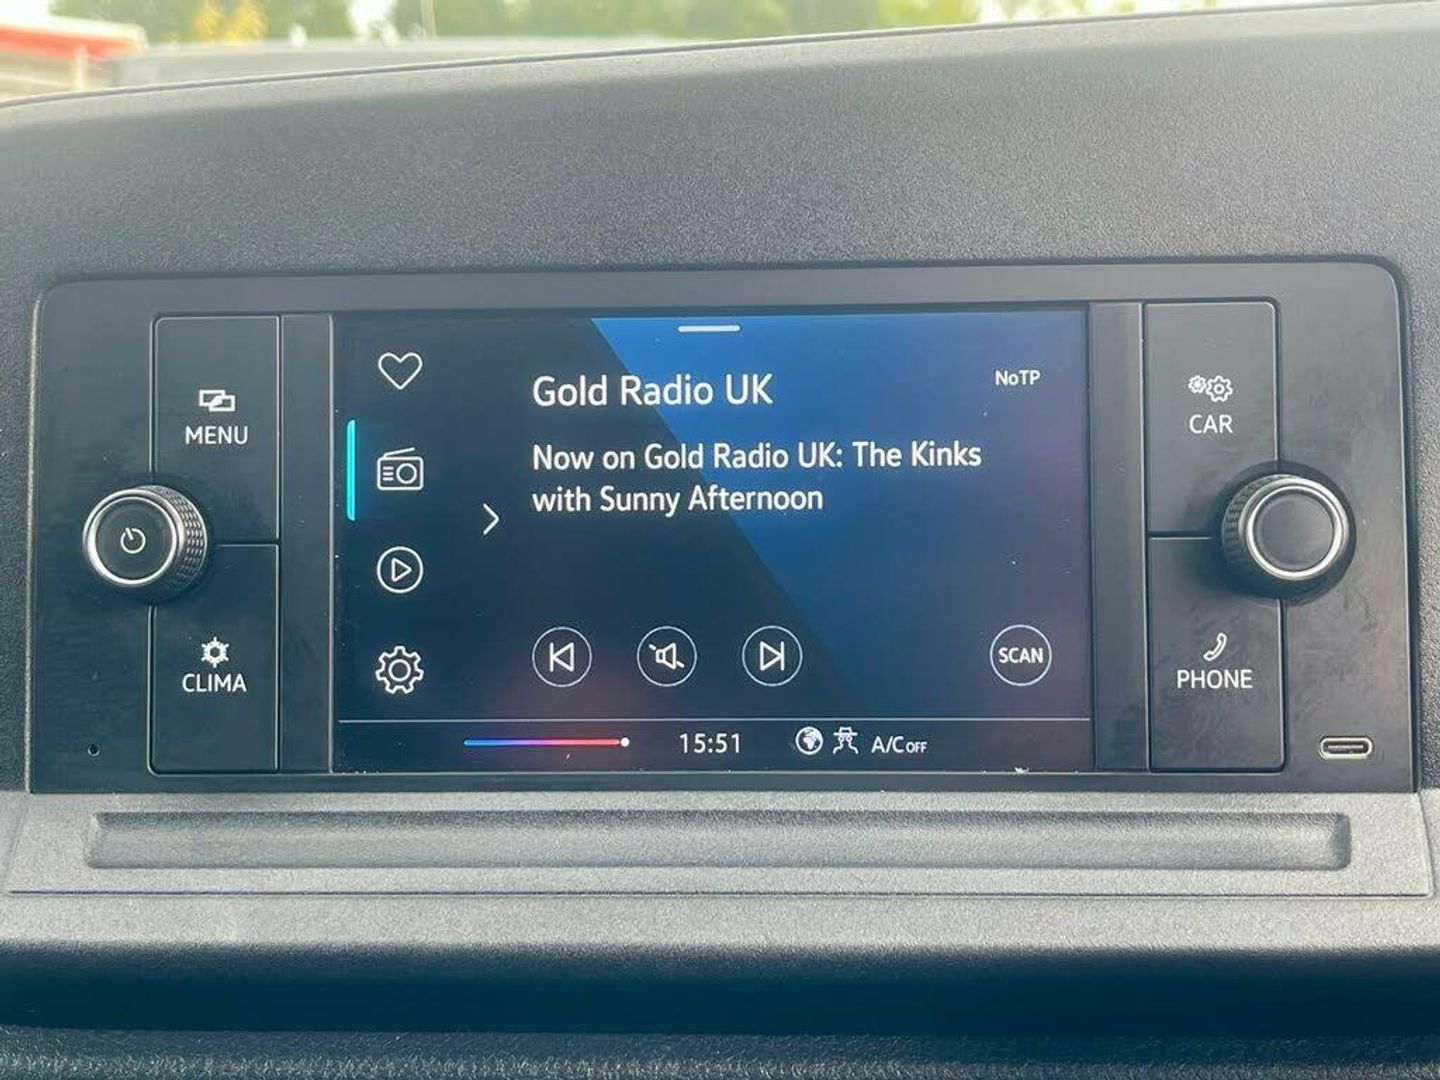 MENU
CLIMA
Gold Radio UK
NoTP
Now on Gold Radio UK: The Kinks
with Sunny Afternoon
SCAN
15:51
A/C OFF
CAR
PHONE